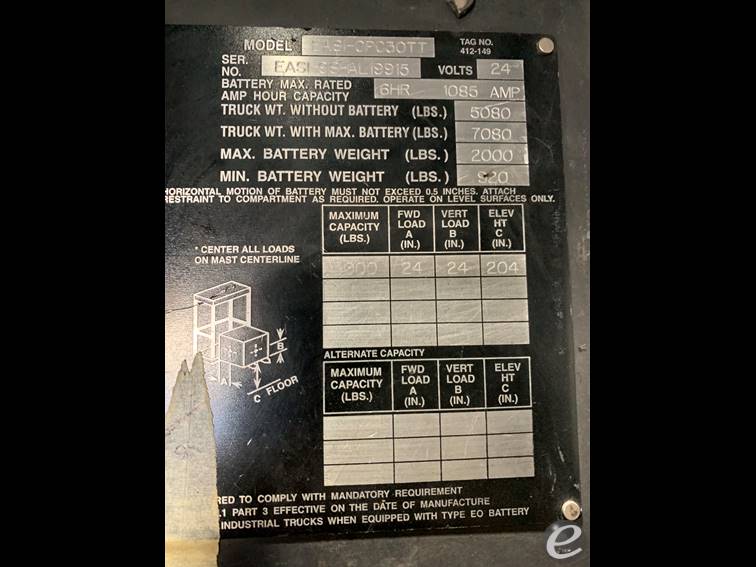 MODEL EASI-OPC30TT TAG NO.
412-149
SER.
NO. EASI-95-AL19915 VOLTS 24
BATTERY MAX. RATED
AMP HOUR CAPACITY 6HR 1085 AMP
TRUCK WT. WITHOUT BATTERY (LBS.) 5080
TRUCK WT. WITH MAX. BATTERY (LBS.) 7080
MAX. BATTERY WEIGHT (LBS.) 2000
MIN. BATTERY WEIGHT (LBS.) 920
HORIZONTAL MOTION OF BATTERY MUST NOT EXCEED 0.5 INCHES. ATTACH
RESTRAINT TO COMPARTMENT AS REQUIRED. OPERATE ON LEVEL SURFACES ONLY.
* CENTER ALL LOADS
ON MAST CENTERLINE
MAXIMUM CAPACITY (LBS.) FWD LOAD A (IN.) VERT LOAD B (IN.) ELEV HT C (IN.)
24 24 204
A B C FLOOR
ALTERNATE CAPACITY
MAXIMUM CAPACITY (LBS.) FWD LOAD A (IN.) VERT LOAD B (IN.) ELEV HT C (IN.)
RED TO COMPLY WITH MANDATORY REQUIREMENT
.1 PART 3 EFFECTIVE ON THE DATE OF MANUFACTURE
INDUSTRIAL TRUCKS WHEN EQUIPPED WITH TYPE EO BATTERY
e